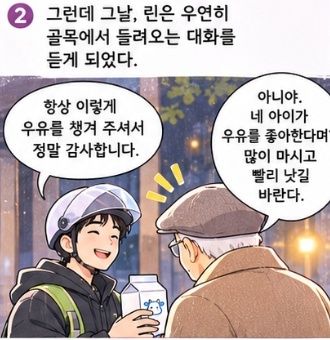 2 그런데 그날, 린은 우연히
골목에서 들려오는 대화를
듣게 되었다.
항상 이렇게
우유를 챙겨 주셔서
정말 감사합니다.
아니야.
네 아이가
우유를 좋아한다며
많이 마시고
빨리 낫길
바란다.